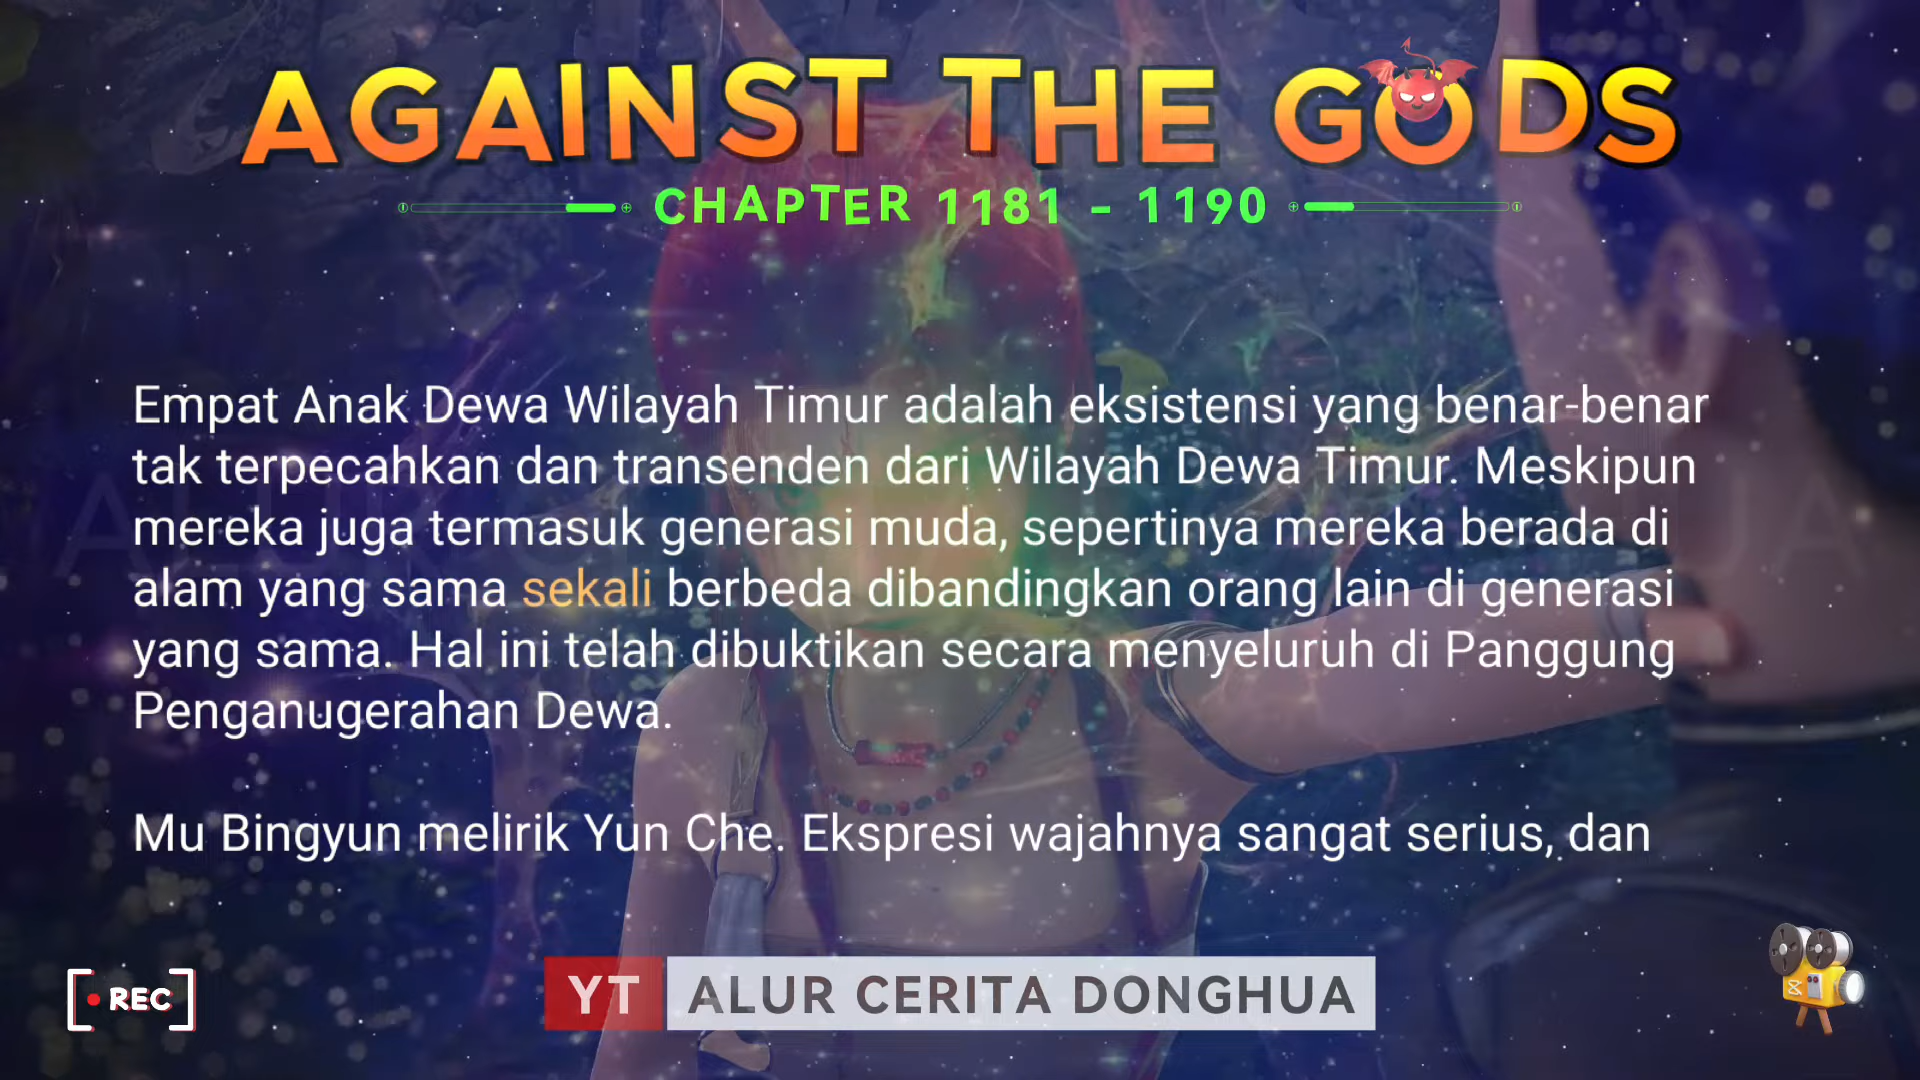 AGAINST THE GODS
CHAPTER 1181 - 1190
Empat Anak Dewa Wilayah Timur adalah eksistensi yang benar-benar
tak terpecahkan dan transenden dari Wilayah Dewa Timur. Meskipun
mereka juga termasuk generasi muda, sepertinya mereka berada di
alam yang sama sekali berbeda dibandingkan orang lain di generasi
yang sama. Hal ini telah dibuktikan secara menyeluruh di Panggung
Penganugerahan Dewa.
Mu Bingyun melirik Yun Che. Ekspresi wajahnya sangat serius, dan
REC
YT ALUR CERITA DONGHUA